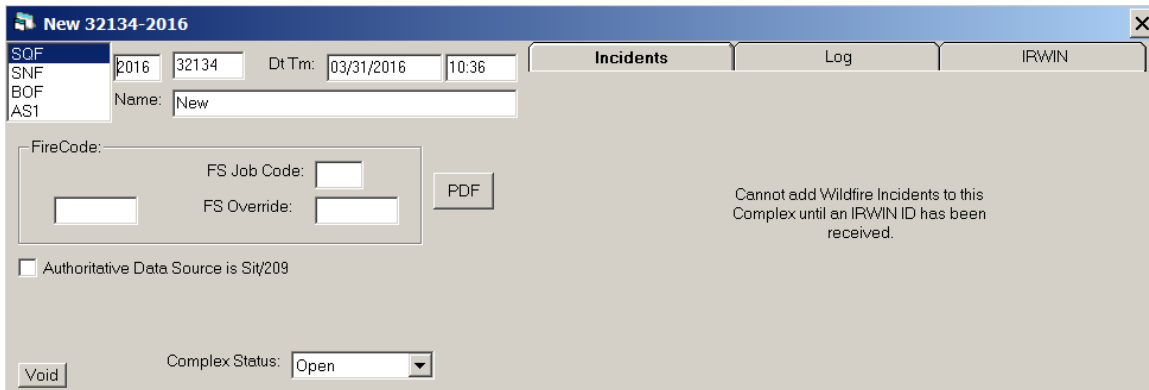 New 32134-2016
SQF
SNF
BOF
AS1
2016 32134 Dt Tm: 03/31/2016 10:36
Name: New
Incidents Log IRWIN
FireCode:
FS Job Code:
FS Override:
PDF
Cannot add Wildfire Incidents to this
Complex until an IRWIN ID has been
received.
Authoritative Data Source is Sit/209
Complex Status: Open
Void